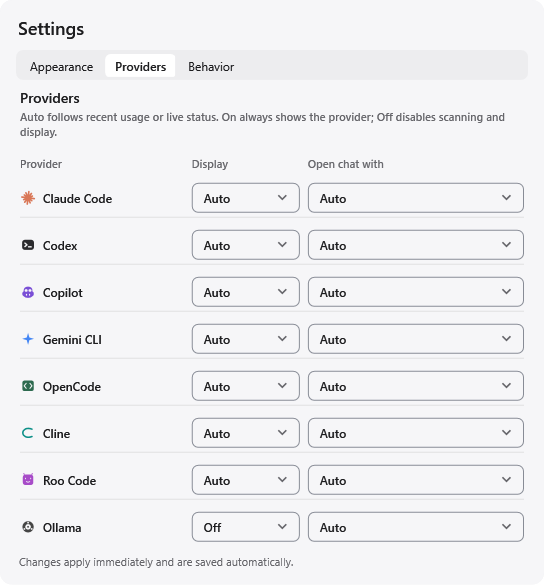 Settings
Appearance Providers Behavior
Providers
Auto follows recent usage or live status. On always shows the provider; Off disables scanning and
display.
Provider Display Open chat with
Claude Code Auto Auto
Codex Auto Auto
Copilot Auto Auto
Gemini CLI Auto Auto
OpenCode Auto Auto
Cline Auto Auto
Roo Code Auto Auto
Ollama Off Auto
Changes apply immediately and are saved automatically.